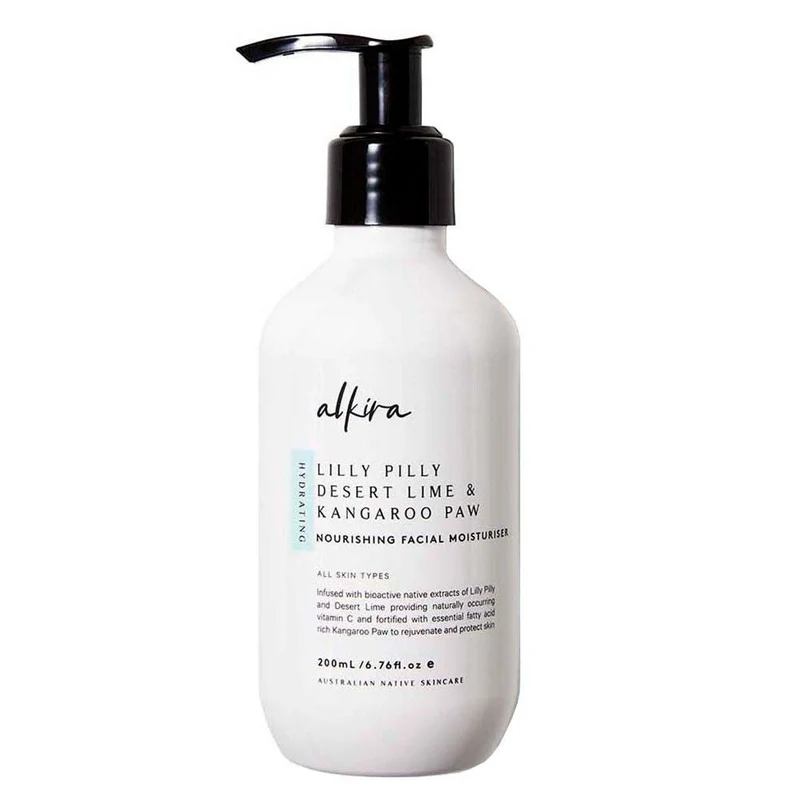 alkira
HYDRATING
LILLY PILLY
DESERT LIME &
KANGAROO PAW
NOURISHING FACIAL MOISTURISER
ALL SKIN TYPES
Infused with bioactive native extracts of Lilly Pilly
and Desert Lime providing naturally occurring
vitamin C and fortified with essential fatty acid
rich Kangaroo Paw to rejuvenate and protect skin
200mL/6.76fl.oz e
AUSTRALIAN NATIVE SKINCARE